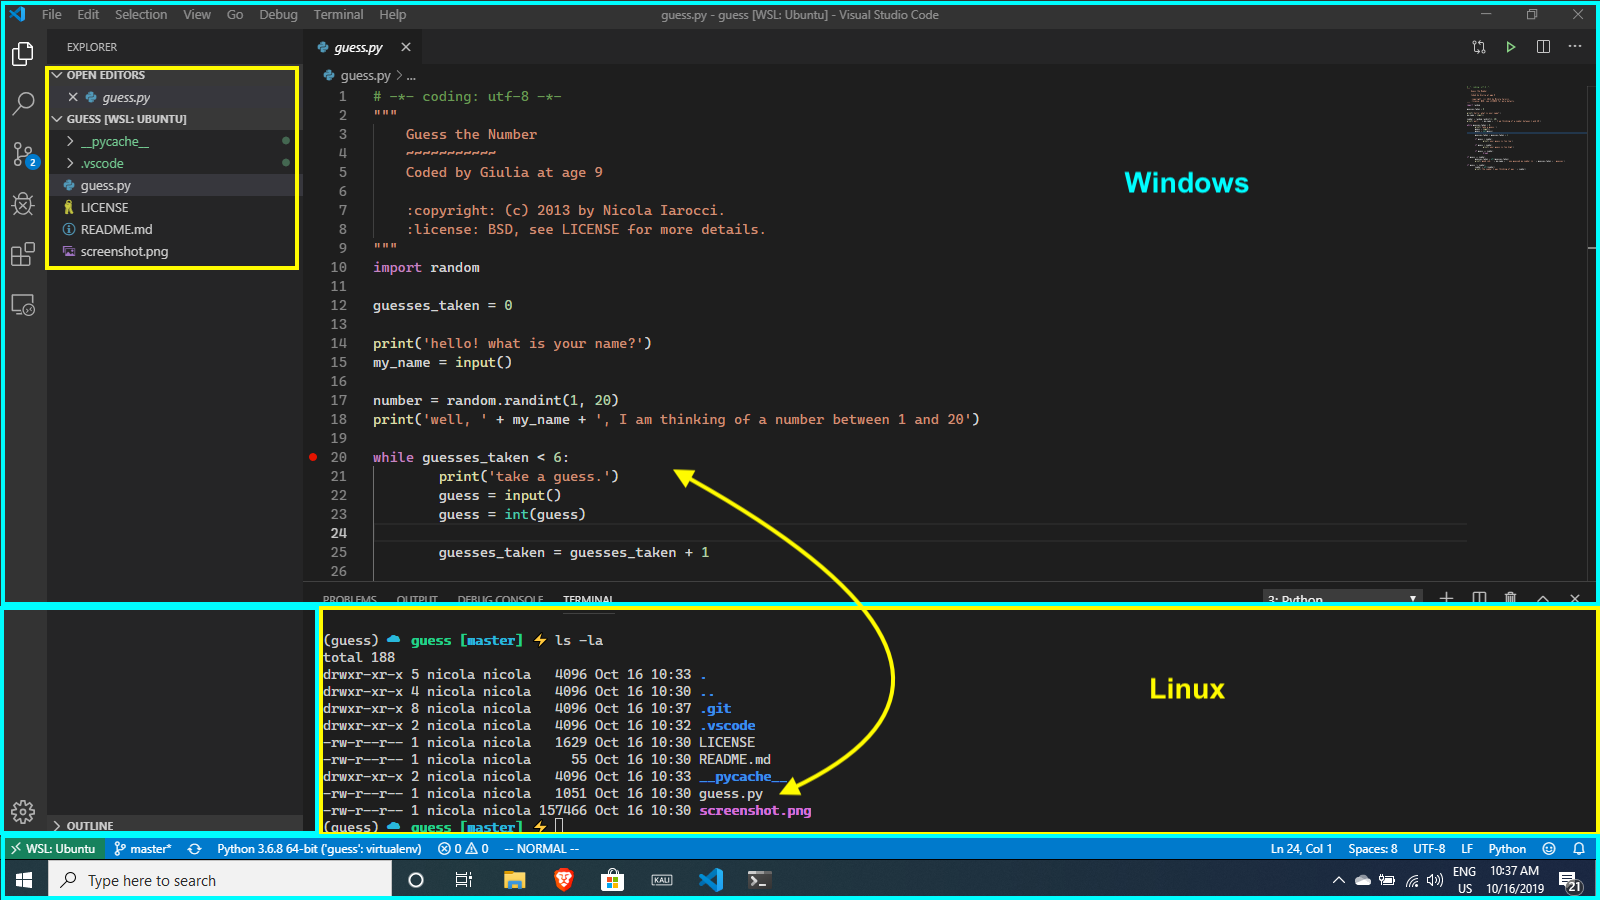 File Edit Selection View Go Debug Terminal Help
guess.py - guess [WSL: Ubuntu] - Visual Studio Code
EXPLORER
OPEN EDITORS
guess.py
GUESS [WSL: UBUNTU]
__pycache__
.vscode
guess.py
LICENSE
README.md
screenshot.png
2
OUTLINE
guess.py
guess.py > ...
1 # -*- coding: utf-8 -*-
2 """
3 Guess the Number
4 ~~~~~~~~~~~
5 Coded by Giulia at age 9
6
7 :copyright: (c) 2013 by Nicola Iarocci.
8 :license: BSD, see LICENSE for more details.
9 """
10 import random
11
12 guesses_taken = 0
13
14 print('hello! what is your name?')
15 my_name = input()
16
17 number = random.randint(1, 20)
18 print('well, ' + my_name + ', I am thinking of a number between 1 and 20')
19
20 while guesses_taken < 6:
21 print('take a guess.')
22 guess = input()
23 guess = int(guess)
24
25 guesses_taken = guesses_taken + 1
26
Windows
PROBLEMS OUTPUT DEBUG CONSOLE TERMINAL
3: Python
(guess) guess [master] ⚡ ls -la
total 188
drwxr-xr-x 5 nicola nicola 4096 Oct 16 10:33 .
drwxr-xr-x 4 nicola nicola 4096 Oct 16 10:30 ..
drwxr-xr-x 8 nicola nicola 4096 Oct 16 10:37 .git
drwxr-xr-x 2 nicola nicola 4096 Oct 16 10:32 .vscode
-rw-r--r-- 1 nicola nicola 1629 Oct 16 10:30 LICENSE
-rw-r--r-- 1 nicola nicola 55 Oct 16 10:30 README.md
drwxr-xr-x 2 nicola nicola 4096 Oct 16 10:33 __pycache__
-rw-r--r-- 1 nicola nicola 1051 Oct 16 10:30 guess.py
-rw-r--r-- 1 nicola nicola 157466 Oct 16 10:30 screenshot.png
(guess) guess [master] ⚡
Linux
WSL: Ubuntu master* Python 3.6.8 64-bit ('guess': virtualenv) 0 0 -- NORMAL -- Ln 24, Col 1 Spaces: 8 UTF-8 LF Python
Type here to search
KALI
ENG
US
10:37 AM
10/16/2019
21